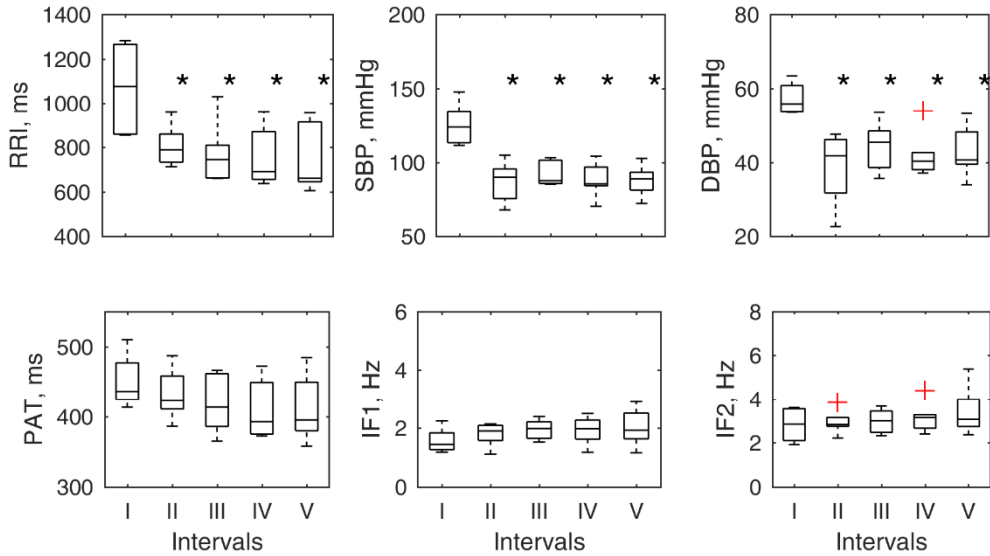 RRI, ms
1400
1200
1000
800
600
400
* * * *
SBP, mmHg
200
150
100
50
* * * *
DBP, mmHg
80
60
40
20
* * * *
PAT, ms
500
400
300
I II III IV V
Intervals
IF1, Hz
6
4
2
0
I II III IV V
Intervals
IF2, Hz
8
6
4
2
0
I II III IV V
Intervals